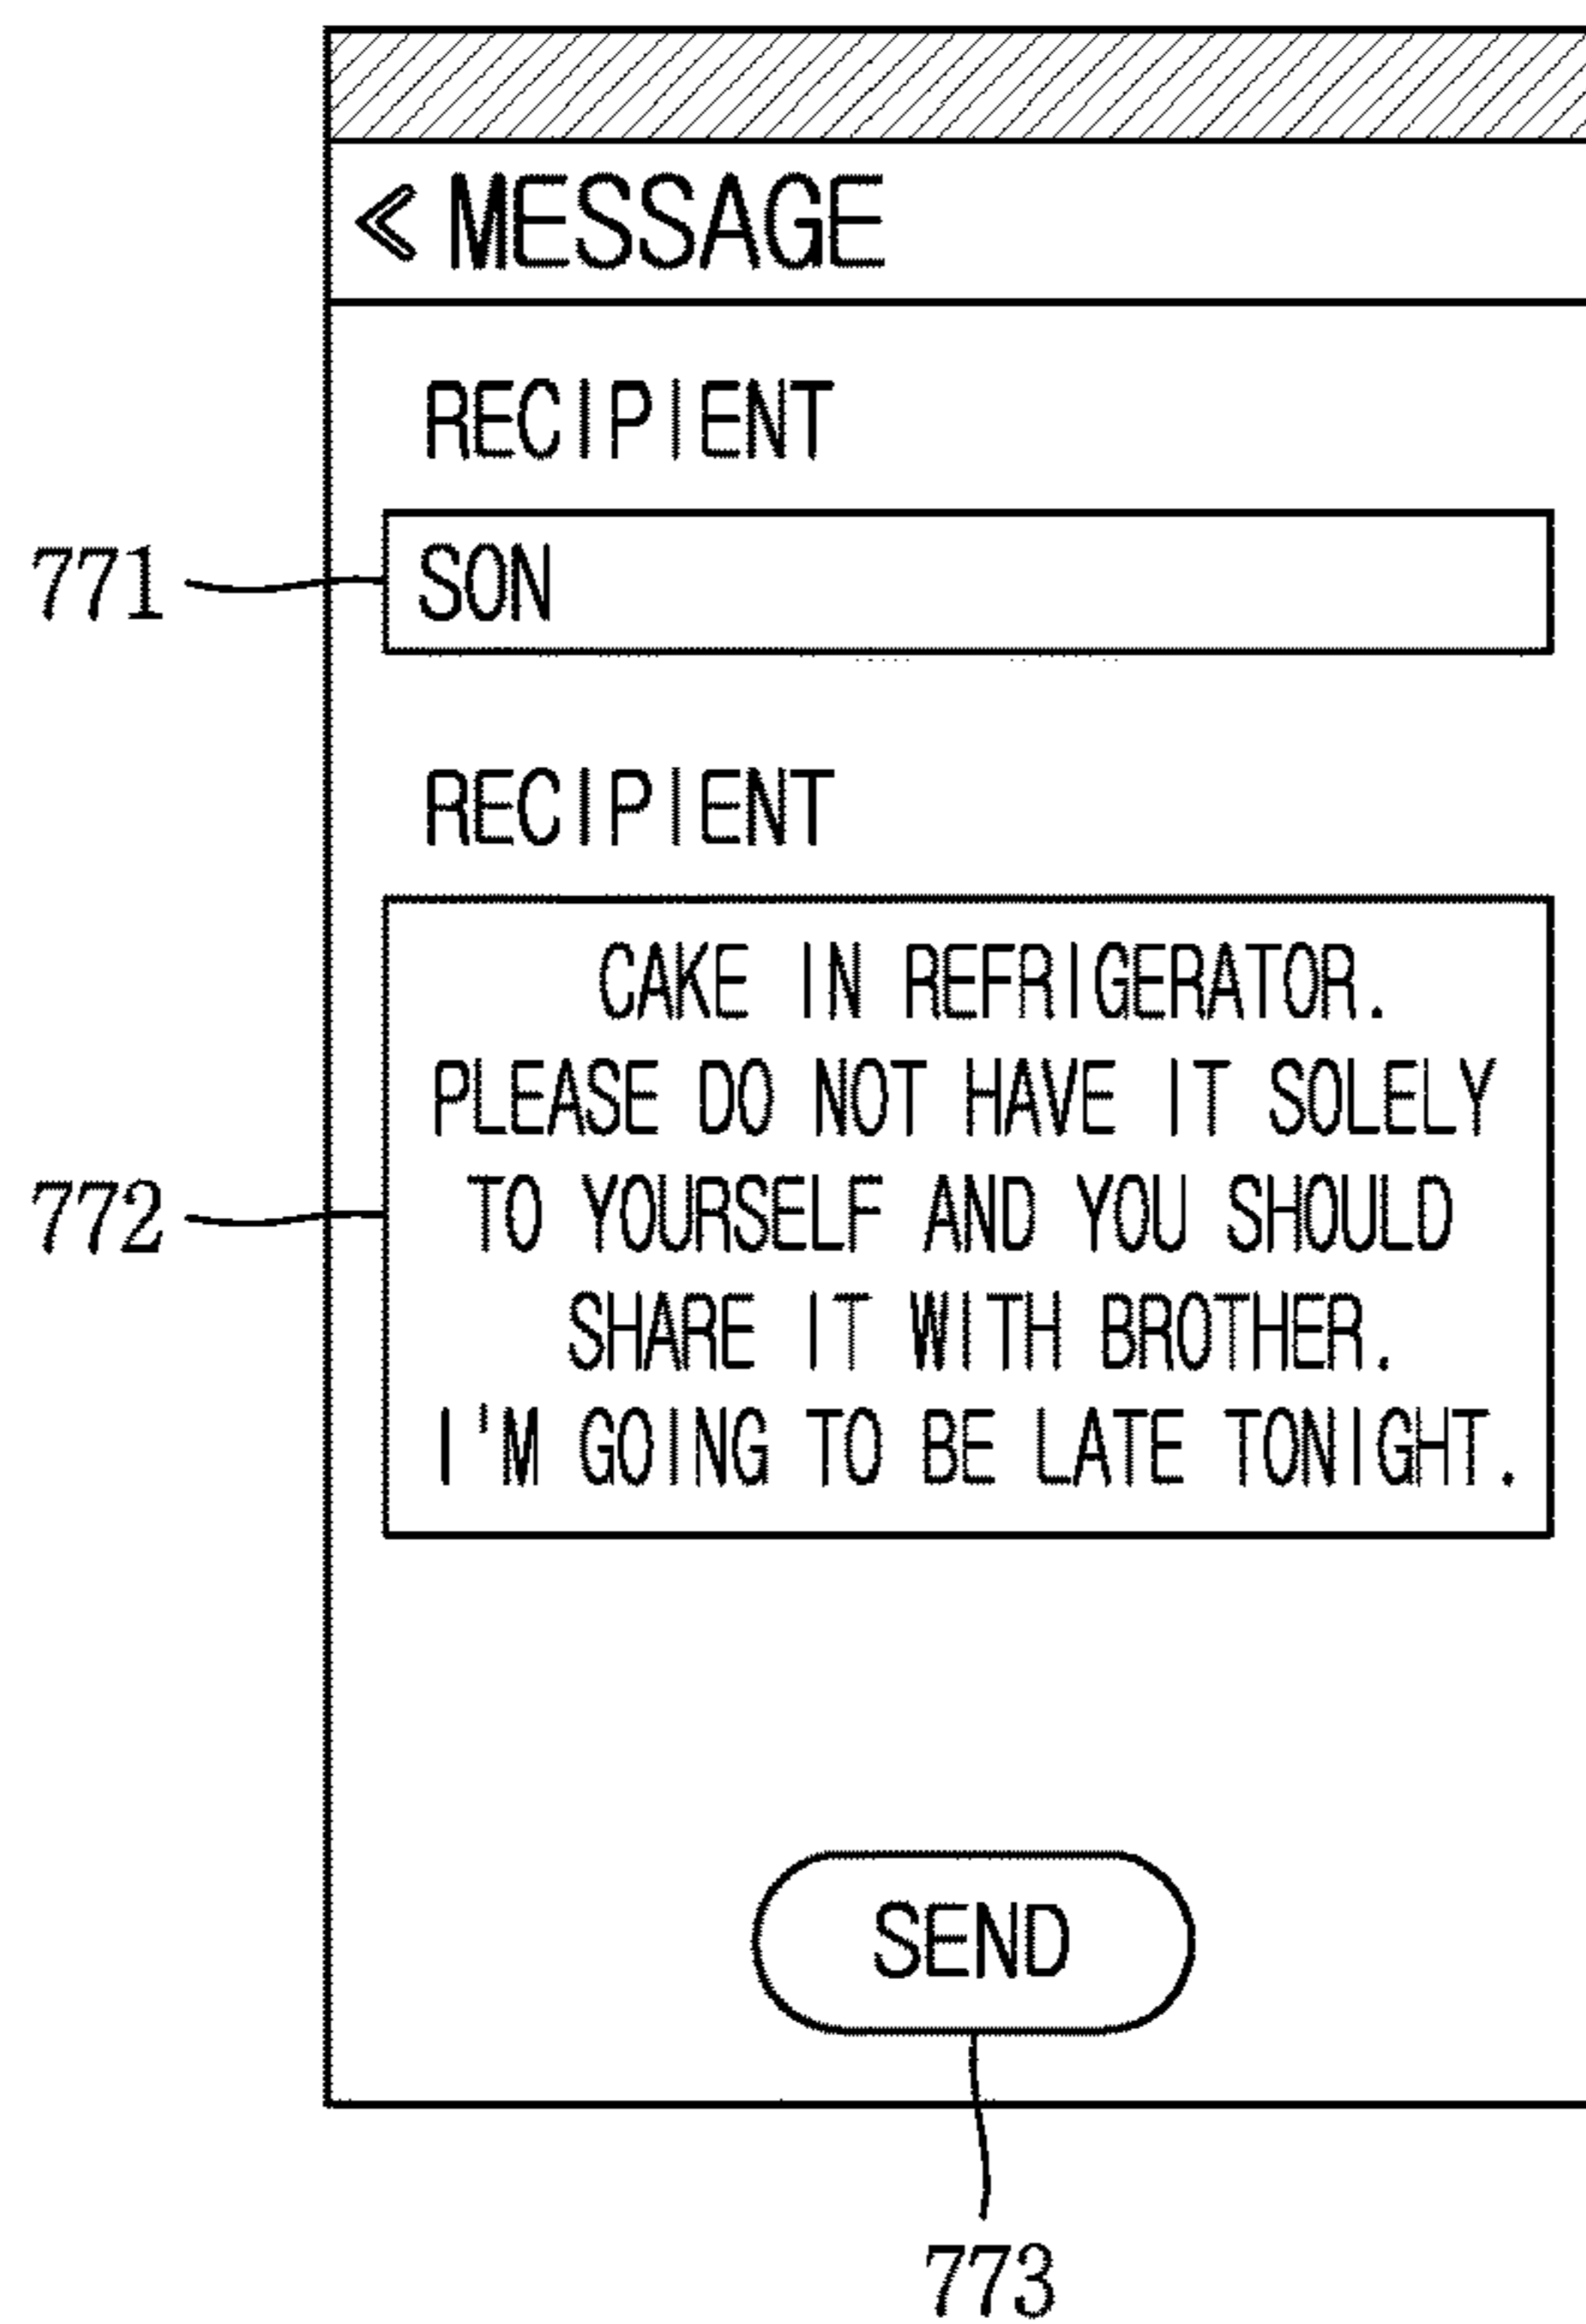 ≪ MESSAGE
RECIPIENT
771
SON
RECIPIENT
CAKE IN REFRIGERATOR.
PLEASE DO NOT HAVE IT SOLELY
772
TO YOURSELF AND YOU SHOULD
SHARE IT WITH BROTHER.
I'M GOING TO BE LATE TONIGHT.
SEND
773